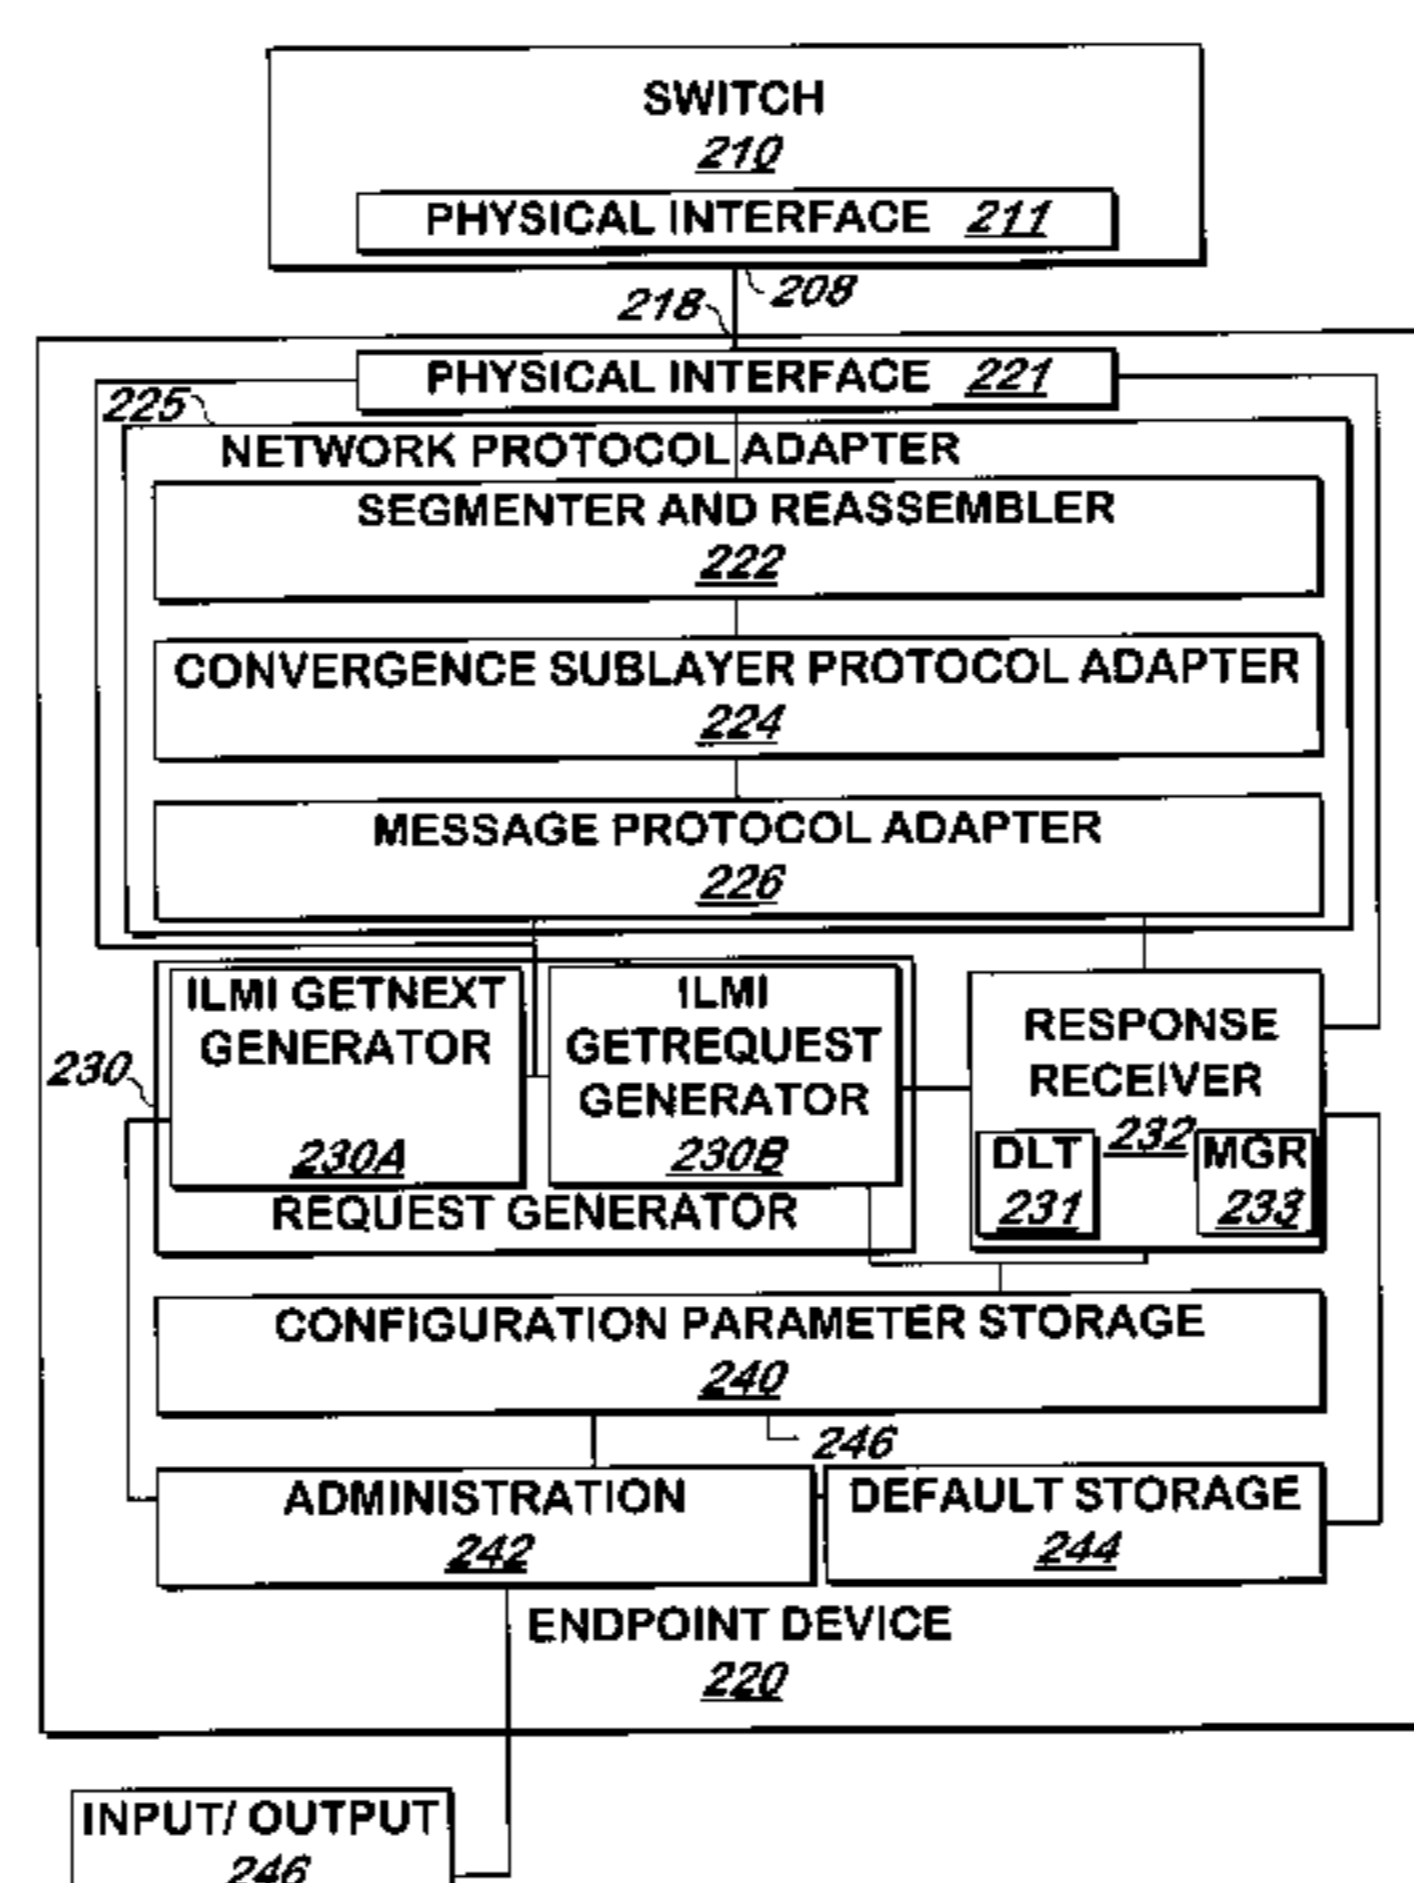 SWITCH
210
PHYSICAL INTERFACE 211
208
218
PHYSICAL INTERFACE 221
225
NETWORK PROTOCOL ADAPTER
SEGMENTER AND REASSEMBLER
222
CONVERGENCE SUBLAYER PROTOCOL ADAPTER
224
MESSAGE PROTOCOL ADAPTER
226
ILMI GETNEXT
GENERATOR
230A
ILMI
GETREQUEST
GENERATOR
230B
230
REQUEST GENERATOR
RESPONSE
RECEIVER
232
DLT
231
MGR
233
CONFIGURATION PARAMETER STORAGE
240
246
ADMINISTRATION
242
DEFAULT STORAGE
244
ENDPOINT DEVICE
220
INPUT/ OUTPUT
246